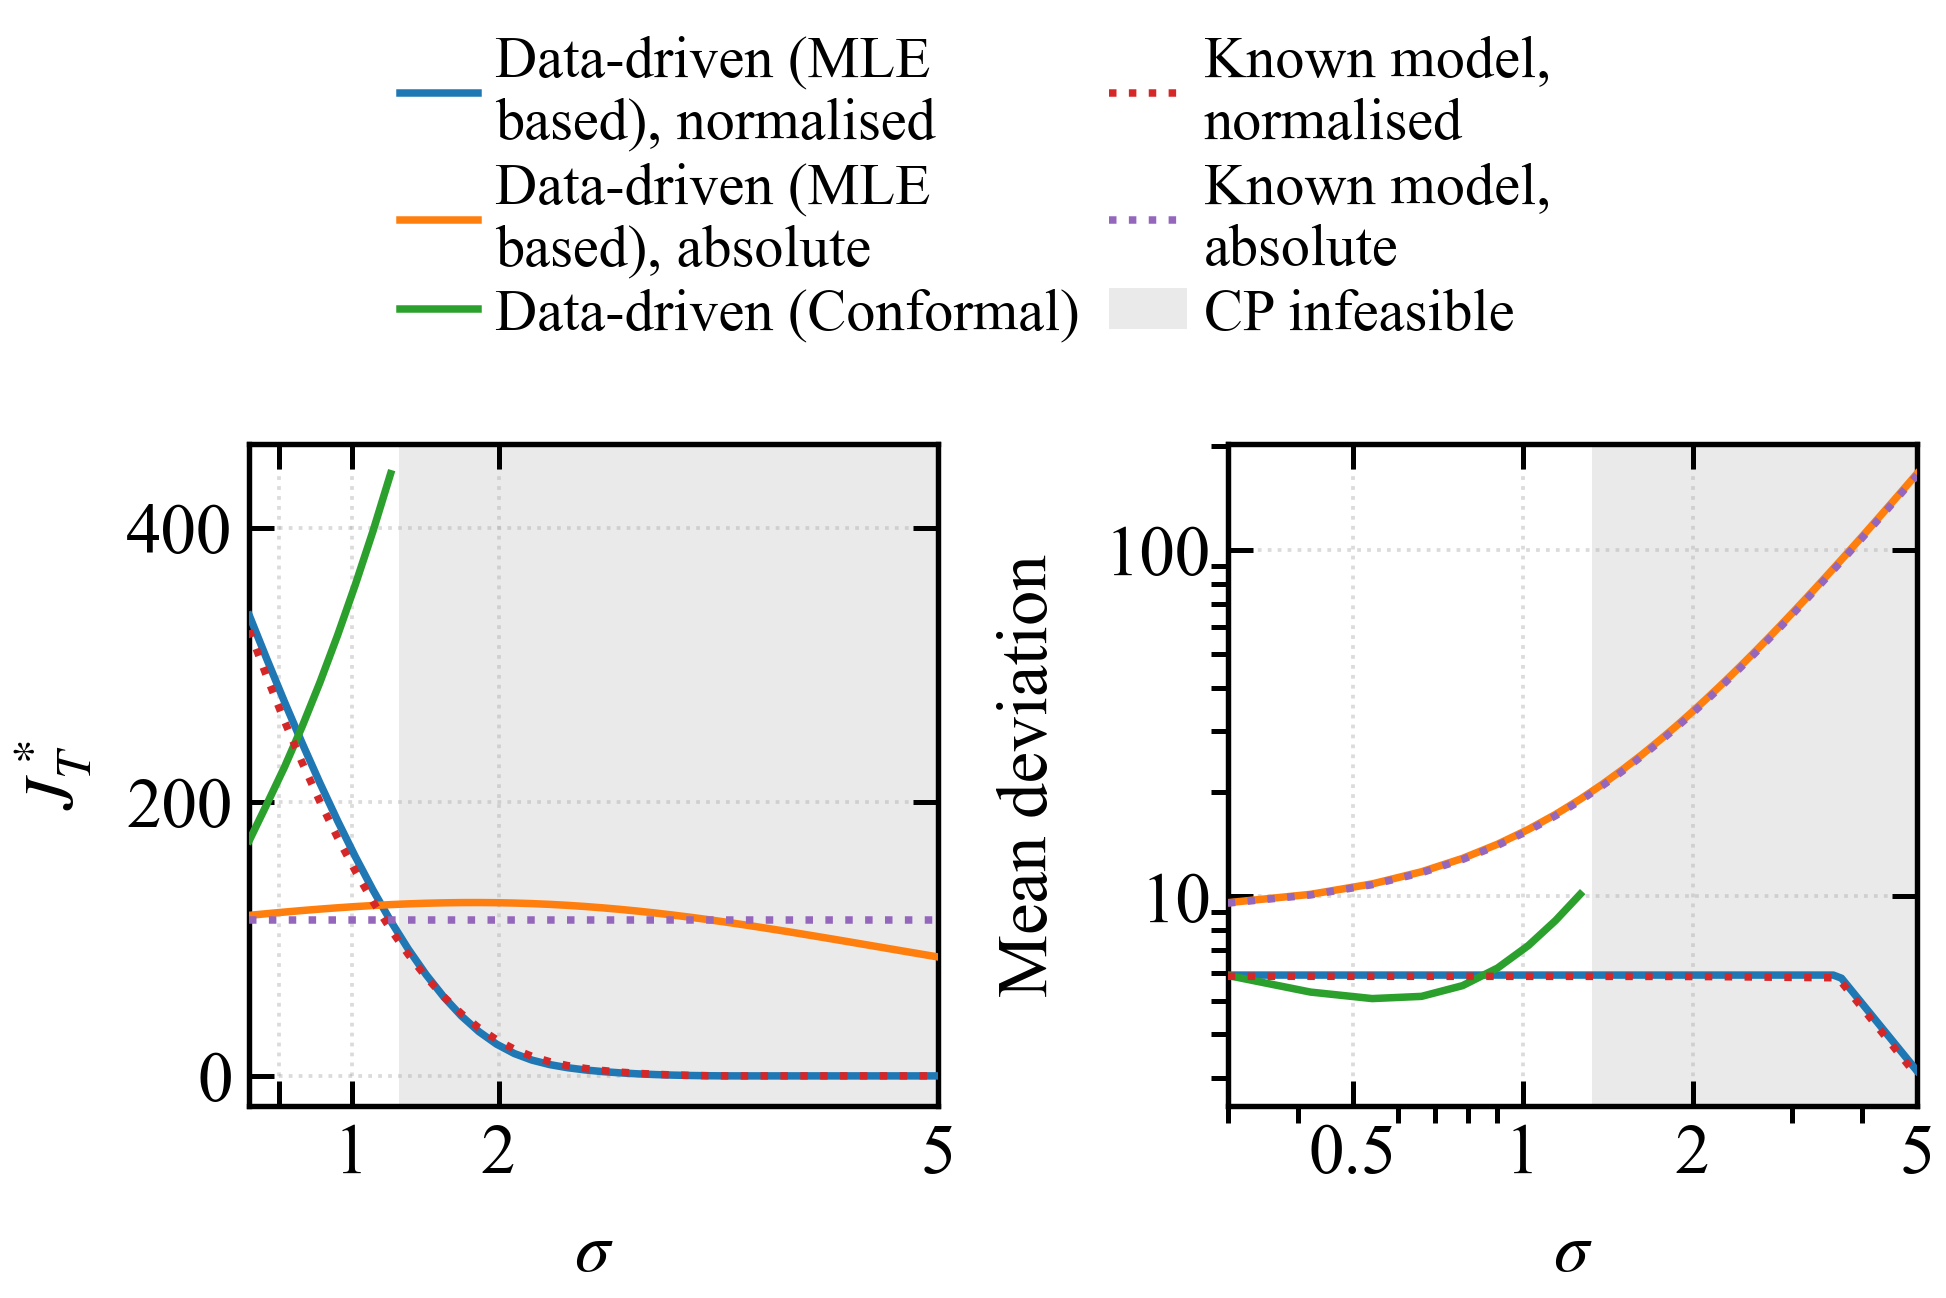 Data-driven (MLE
based), normalised
Data-driven (MLE
based), absolute
Data-driven (Conformal)
Known model,
normalised
Known model,
absolute
CP infeasible
J*T
400
200
0
1 2 5
σ
Mean deviation
100
10
0.5 1 2 5
σ